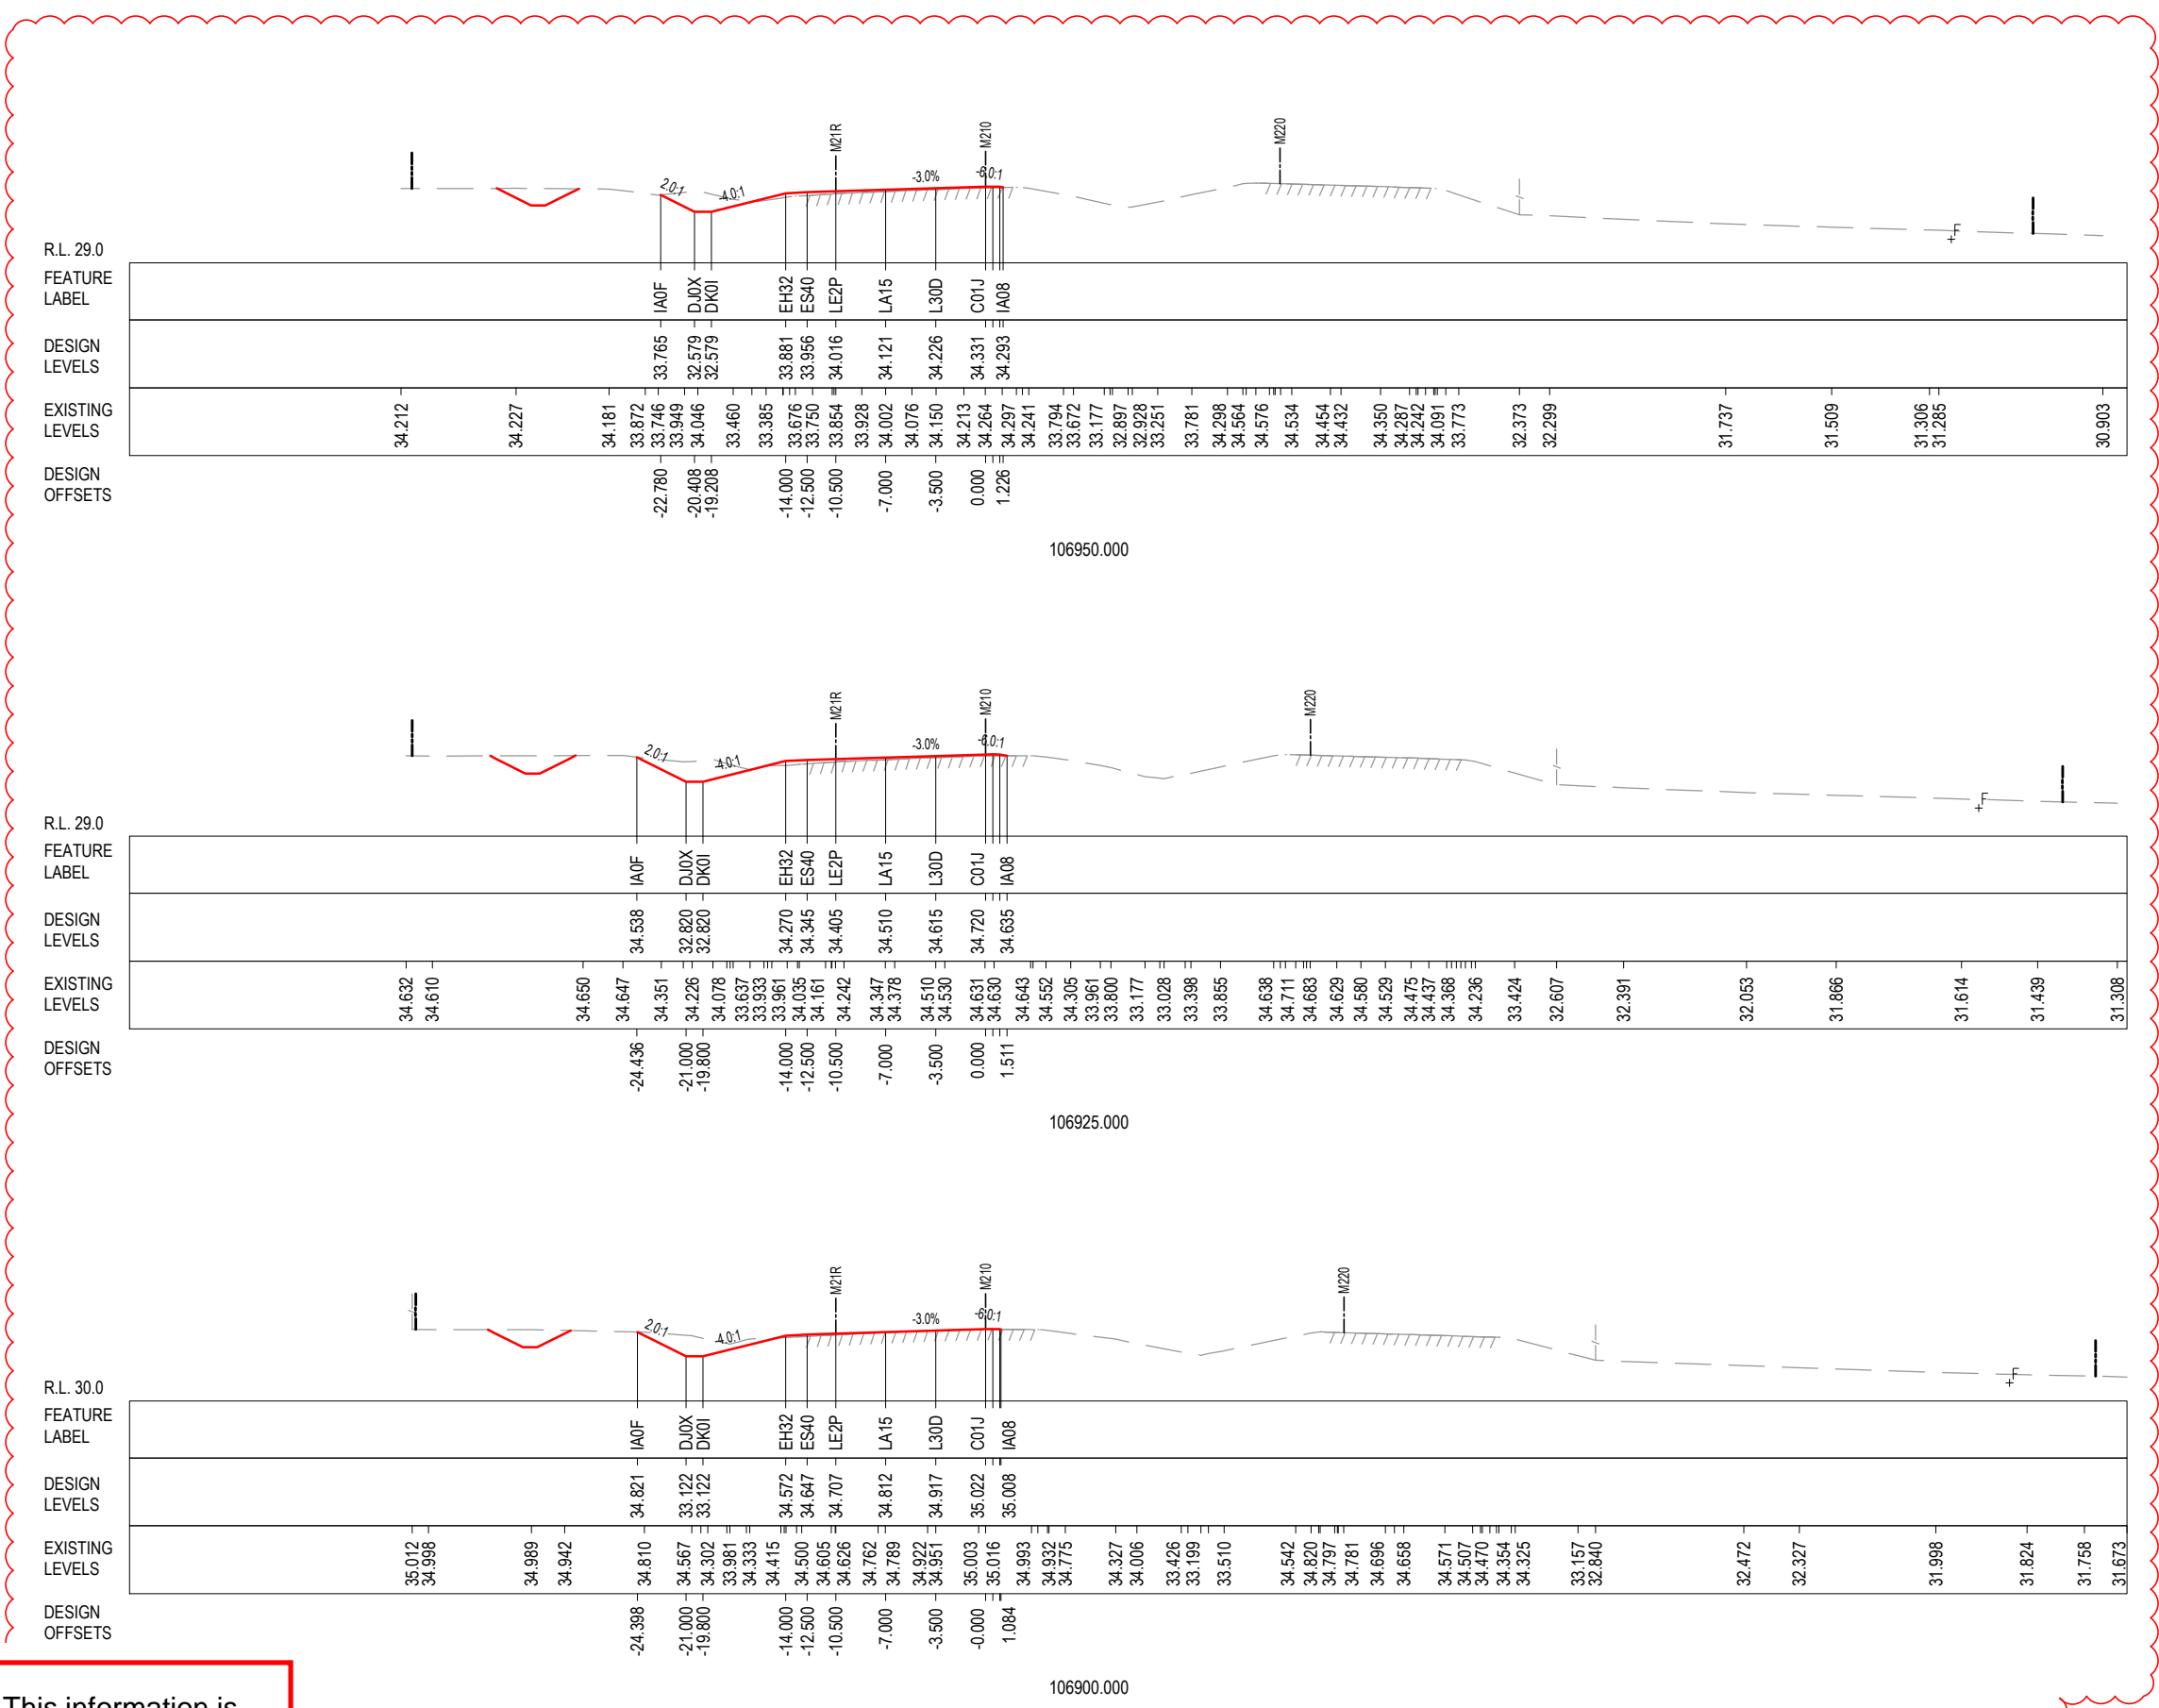 M21R M210 M220
2.0:1 -4.0:1 -3.0% -6.0:1
R.L. 29.0
FEATURE
LABEL
IA0F DJ0X DK0I EH32 ES40 LE2P LA15 L30D C01J IA08
DESIGN
LEVELS
33.765 32.579 32.579 33.881 33.956 34.016 34.121 34.226 34.331 34.293
EXISTING
LEVELS
34.212 34.227 34.181 33.872 33.746 33.949 34.046 33.460 33.385 33.676 33.750 33.854 33.928 34.002 34.076 34.150 34.213 34.264 34.297 34.241 33.794 33.672 33.177 32.897 32.928 33.251 33.781 34.298 34.564 34.576 34.534 34.454 34.432 34.350 34.287 34.242 34.091 33.773 32.373 32.299 31.737 31.509 31.306 31.285 30.903
DESIGN
OFFSETS
-22.780 -20.408 -19.208 -14.000 -12.500 -10.500 -7.000 -3.500 0.000 1.226
106950.000
M21R M210 M220
2.0:1 -4.0:1 -3.0% -6.0:1
R.L. 29.0
FEATURE
LABEL
IA0F DJ0X DK0I EH32 ES40 LE2P LA15 L30D C01J IA08
DESIGN
LEVELS
34.538 32.820 32.820 34.270 34.345 34.405 34.510 34.615 34.720 34.635
EXISTING
LEVELS
34.632 34.610 34.650 34.647 34.351 34.226 34.078 33.637 33.933 33.961 34.035 34.161 34.242 34.347 34.378 34.510 34.530 34.631 34.630 34.643 34.552 34.305 33.961 33.800 33.177 33.028 33.398 33.855 34.638 34.711 34.683 34.629 34.580 34.529 34.475 34.437 34.368 34.236 33.424 32.607 32.391 32.053 31.866 31.614 31.439 31.308
DESIGN
OFFSETS
-24.436 -21.000 -19.800 -14.000 -12.500 -10.500 -7.000 -3.500 0.000 1.511
106925.000
M21R M210 M220
2.0:1 -4.0:1 -3.0% -6.0:1
R.L. 30.0
FEATURE
LABEL
IA0F DJ0X DK0I EH32 ES40 LE2P LA15 L30D C01J IA08
DESIGN
LEVELS
34.821 33.122 33.122 34.572 34.647 34.707 34.812 34.917 35.022 35.008
EXISTING
LEVELS
35.012 34.998 34.989 34.942 34.810 34.567 34.302 33.981 34.333 34.415 34.500 34.605 34.626 34.762 34.789 34.922 34.951 35.003 35.016 34.993 34.932 34.775 34.327 34.006 33.426 33.199 33.510 34.542 34.820 34.797 34.781 34.696 34.658 34.571 34.507 34.470 34.354 34.325 33.157 32.840 32.472 32.327 31.998 31.824 31.758 31.673
DESIGN
OFFSETS
-24.398 -21.000 -19.800 -14.000 -12.500 -10.500 -7.000 -3.500 -0.000 1.084
106900.000
This information is